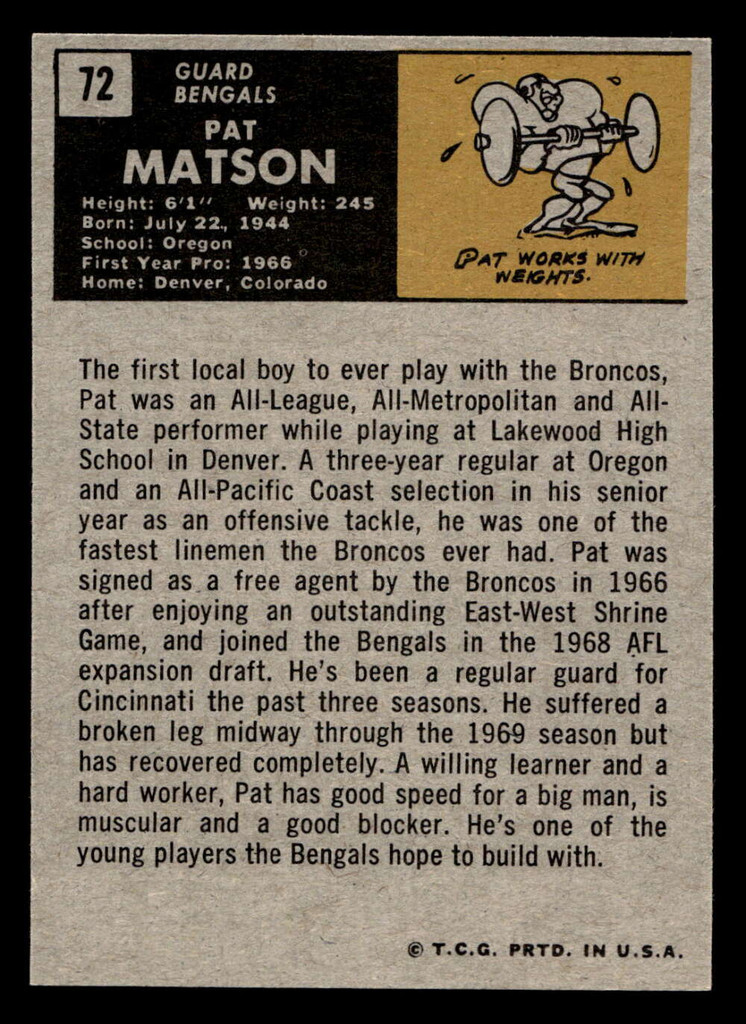 72
GUARD
BENGALS
PAT
MATSON
Height: 6'1" Weight: 245
Born: July 22, 1944
School: Oregon
First Year Pro: 1966
Home: Denver, Colorado
PAT WORKS WITH
WEIGHTS.
The first local boy to ever play with the Broncos,
Pat was an All-League, All-Metropolitan and All-
State performer while playing at Lakewood High
School in Denver. A three-year regular at Oregon
and an All-Pacific Coast selection in his senior
year as an offensive tackle, he was one of the
fastest linemen the Broncos ever had. Pat was
signed as a free agent by the Broncos in 1966
after enjoying an outstanding East-West Shrine
Game, and joined the Bengals in the 1968 AFL
expansion draft. He's been a regular guard for
Cincinnati the past three seasons. He suffered a
broken leg midway through the 1969 season but
has recovered completely. A willing learner and a
hard worker, Pat has good speed for a big man, is
muscular and a good blocker. He's one of the
young players the Bengals hope to build with.
© T.C.G. PRTD. IN U.S.A.